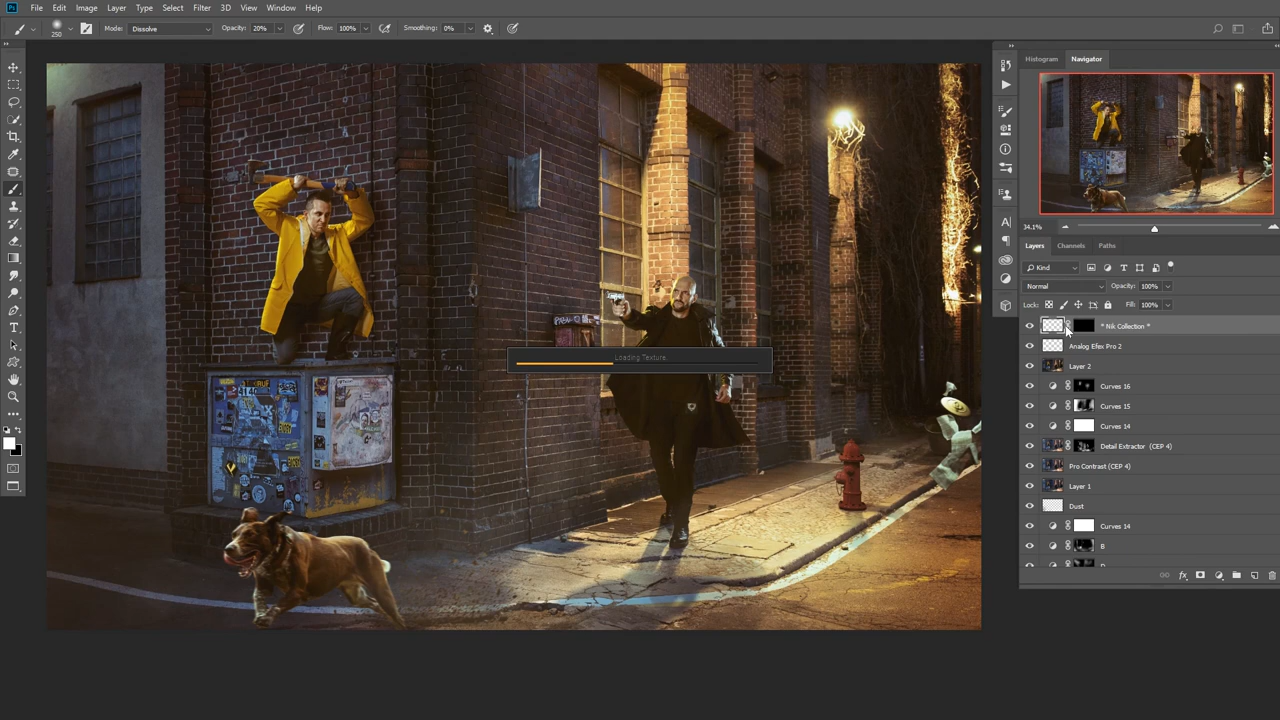 Ps File Edit Image Layer Type Select Filter 3D View Window Help
250 Mode: Dissolve Opacity: 20% Flow: 100% Smoothing: 0%
Histogram Navigator
34.1%
Layers Channels Paths
Kind
Normal Opacity: 100%
Lock: Fill: 100%
* Nik Collection *
Analog Efex Pro 2
Loading Texture.
Layer 2
Curves 16
Curves 15
Curves 14
Detail Extractor (CEP 4)
Pro Contrast (CEP 4)
Layer 1
Dust
Curves 14
B